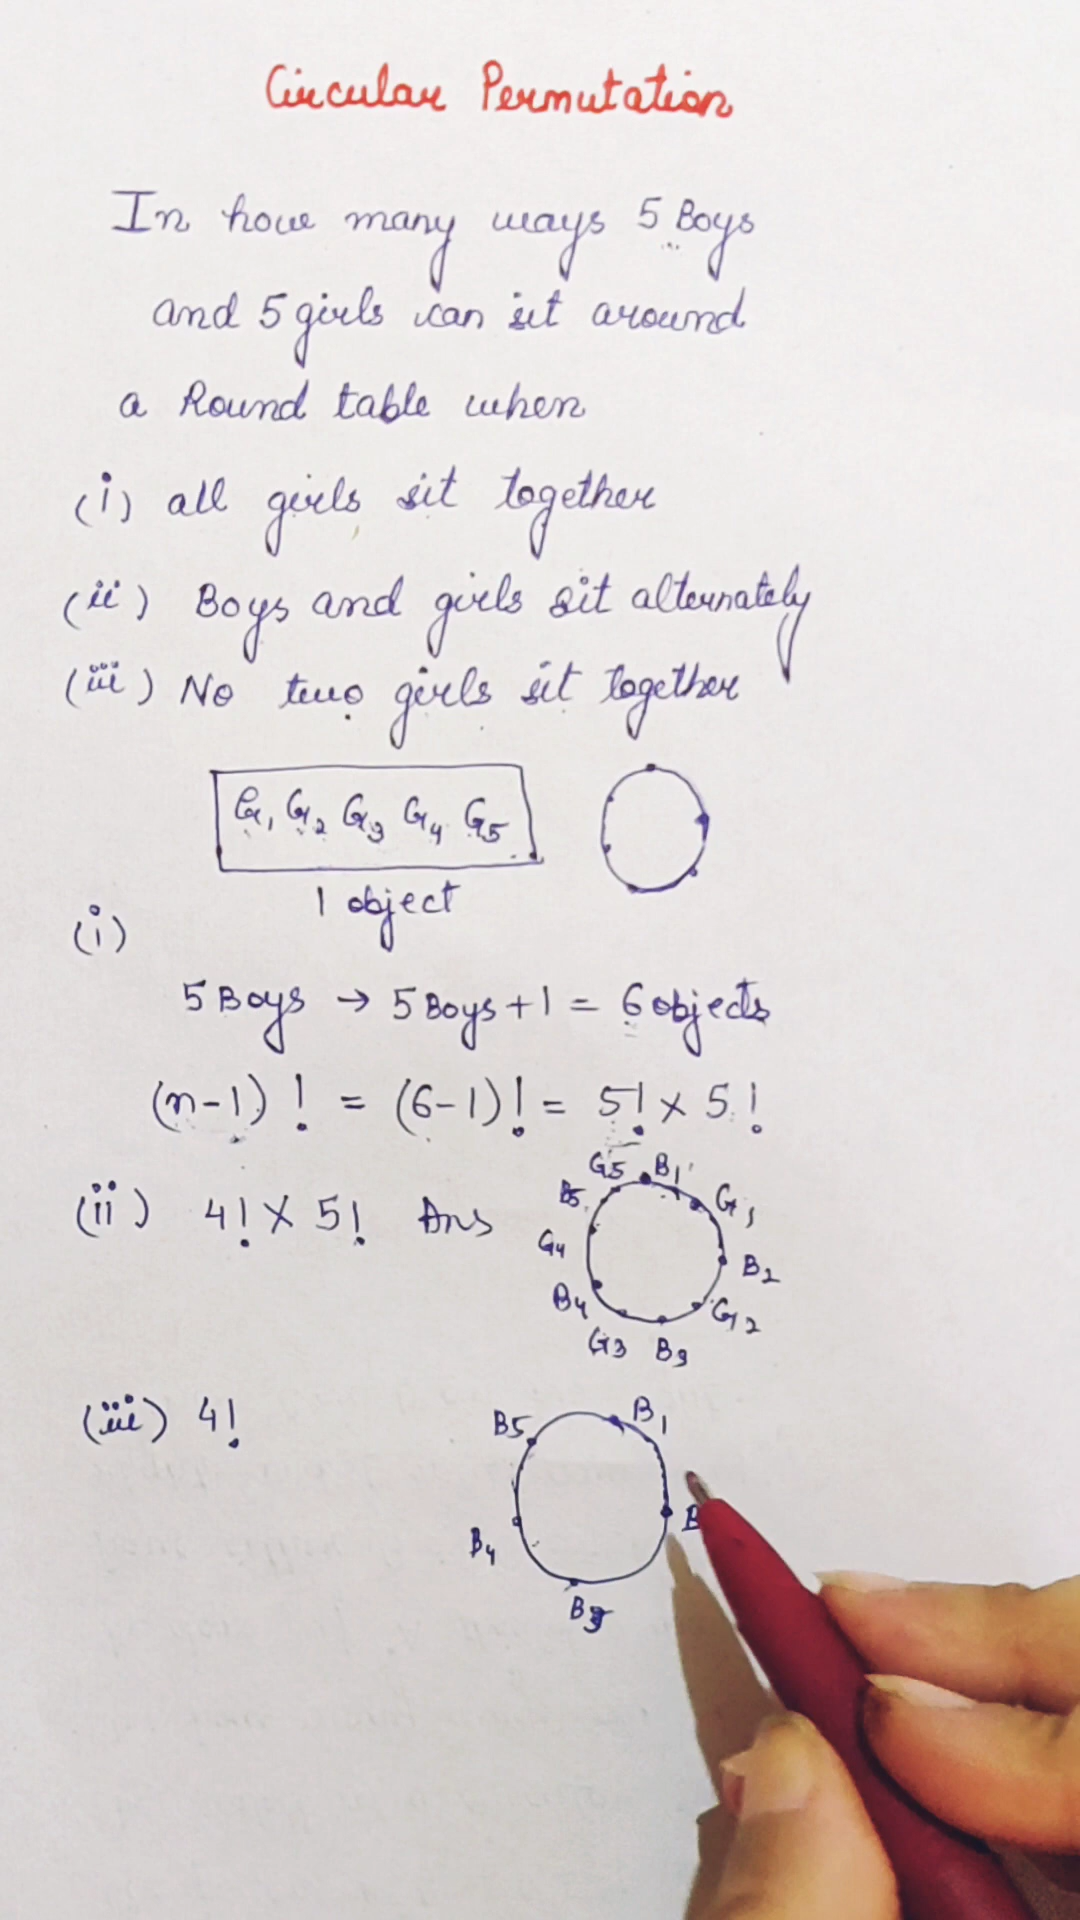 Circular Permutation
In how many ways 5 Boys
and 5 girls can sit around
a Round table when
(i) all girls sit together
(ii) Boys and girls sit alternately
(iii) No two girls sit together
G1 G2 G3 G4 G5
1 object
(i)
5 Boys → 5 Boys + 1 = 6 objects
(n-1)! = (6-1)! = 5! × 5!
(ii) 4! × 5! Ans
G5 B1
B5 G1
G4 B2
B4 G2
G3 B3
(iii) 4!
B5 B1
B4 B
B3